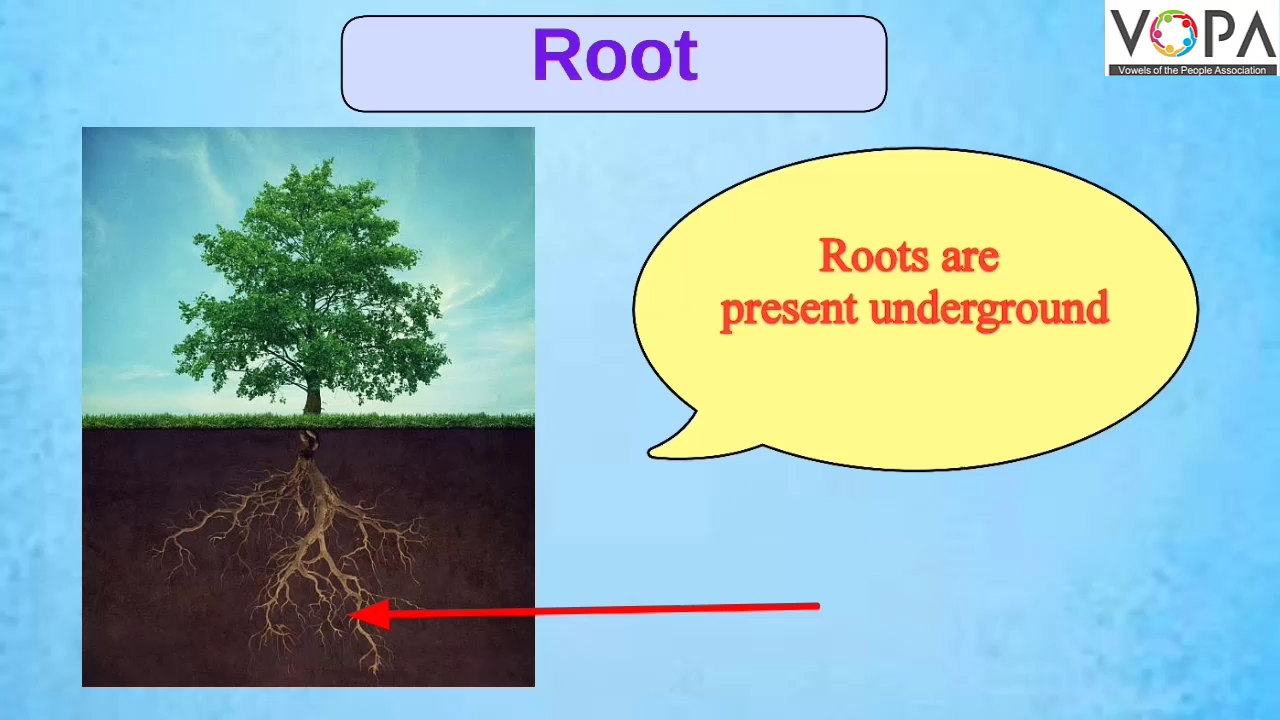 Root
VOPA
Vowels of the People Association
Roots are
present underground